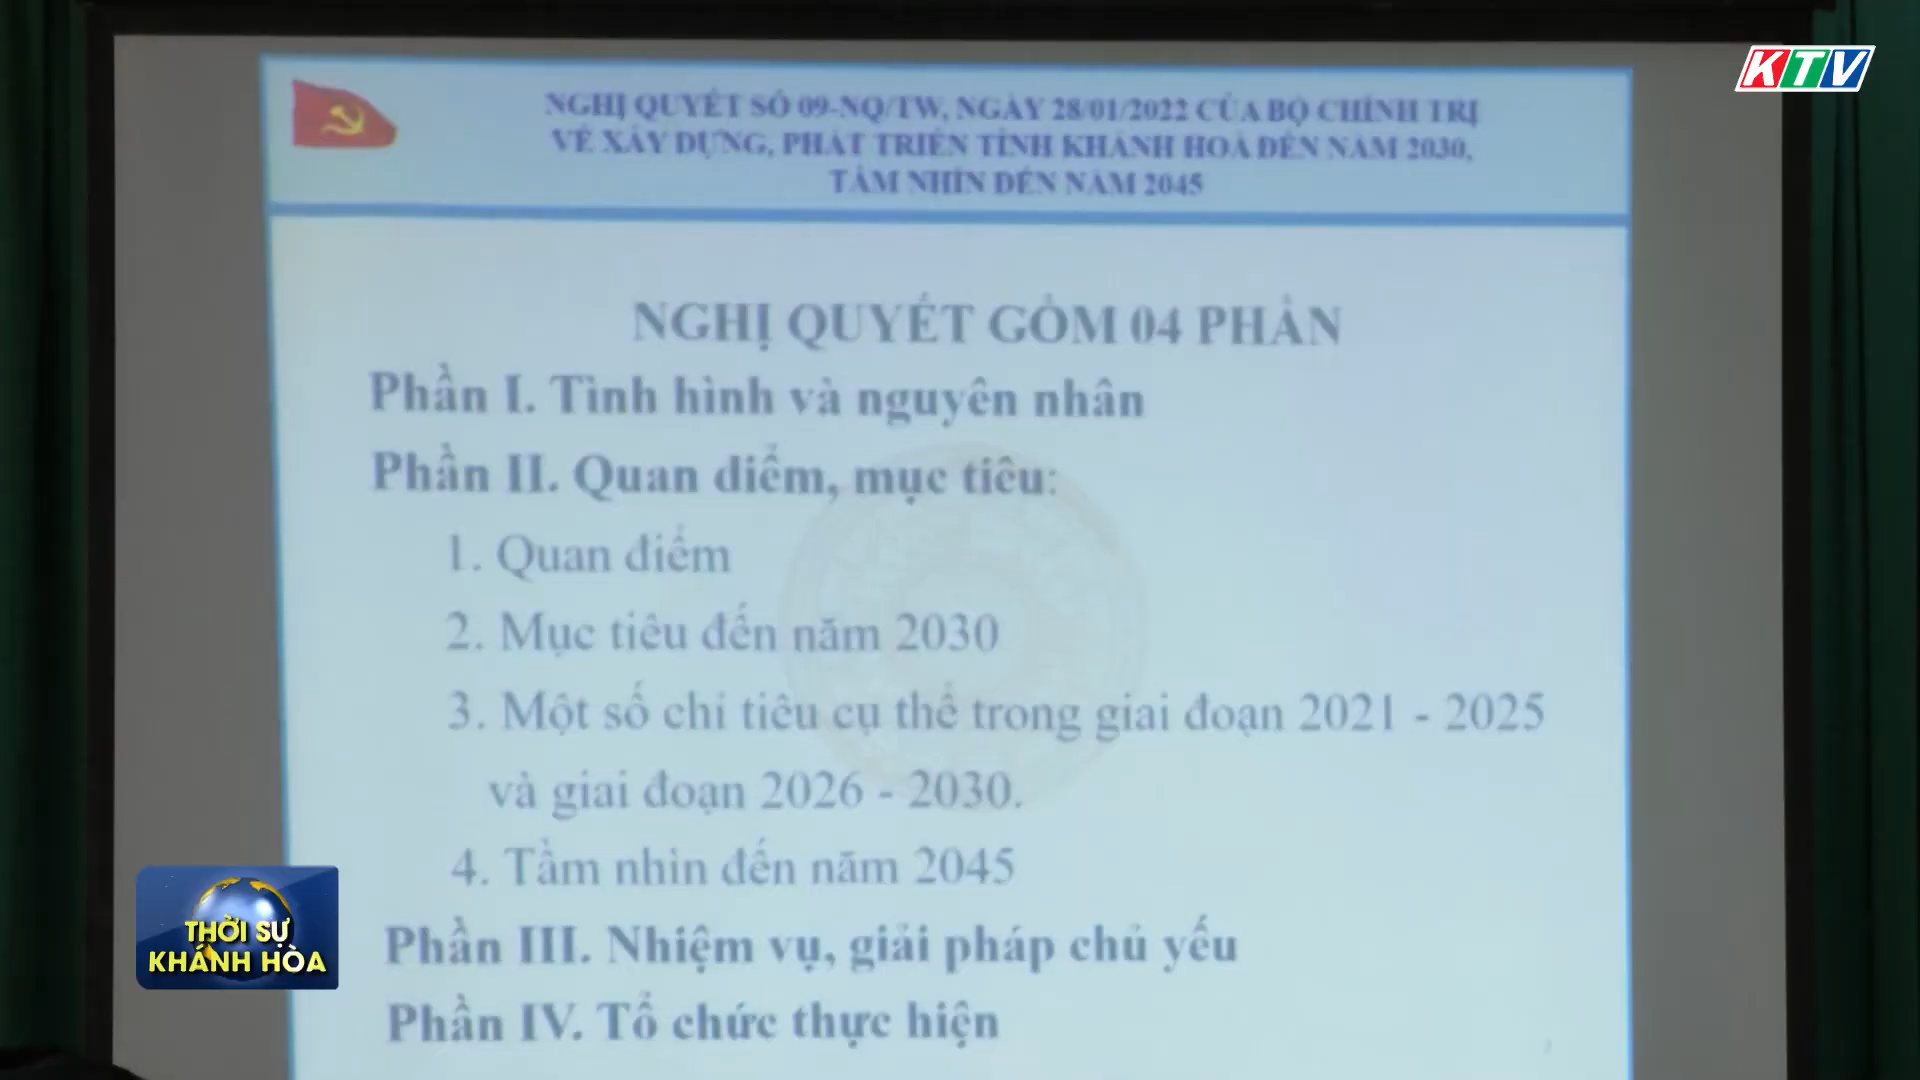 KTV
NGHỊ QUYẾT SỐ 09-NQ/TW, NGÀY 28/01/2022 CỦA BỘ CHÍNH TRỊ
VỀ XÂY DỰNG, PHÁT TRIỂN TỈNH KHÁNH HOÀ ĐẾN NĂM 2030,
TẦM NHÌN ĐẾN NĂM 2045
NGHỊ QUYẾT GỒM 04 PHẦN
Phần I. Tình hình và nguyên nhân
Phần II. Quan điểm, mục tiêu:
1. Quan điểm
2. Mục tiêu đến năm 2030
3. Một số chỉ tiêu cụ thể trong giai đoạn 2021 - 2025
và giai đoạn 2026 - 2030.
4. Tầm nhìn đến năm 2045
Phần III. Nhiệm vụ, giải pháp chủ yếu
Phần IV. Tổ chức thực hiện
THỜI SỰ
KHÁNH HÒA